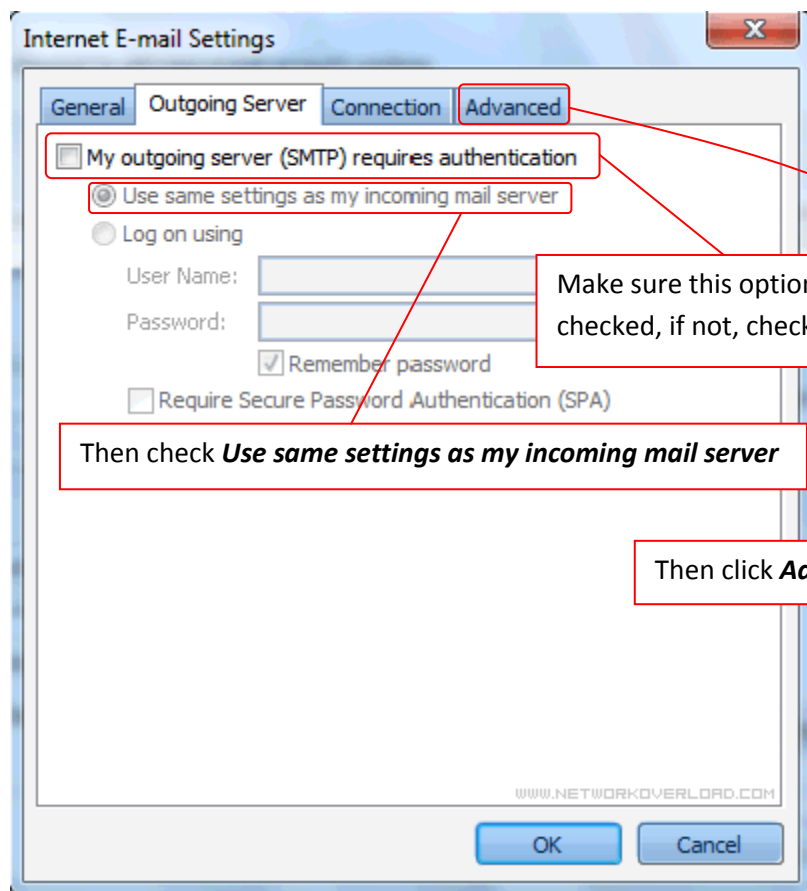 Internet E-mail Settings
General Outgoing Server Connection Advanced
My outgoing server (SMTP) requires authentication
Use same settings as my incoming mail server
Log on using
User Name:
Password:
Make sure this option
checked, if not, check
Remember password
Require Secure Password Authentication (SPA)
Then check Use same settings as my incoming mail server
Then click
WWW.NETWORKOVERLOAD.COM
OK Cancel